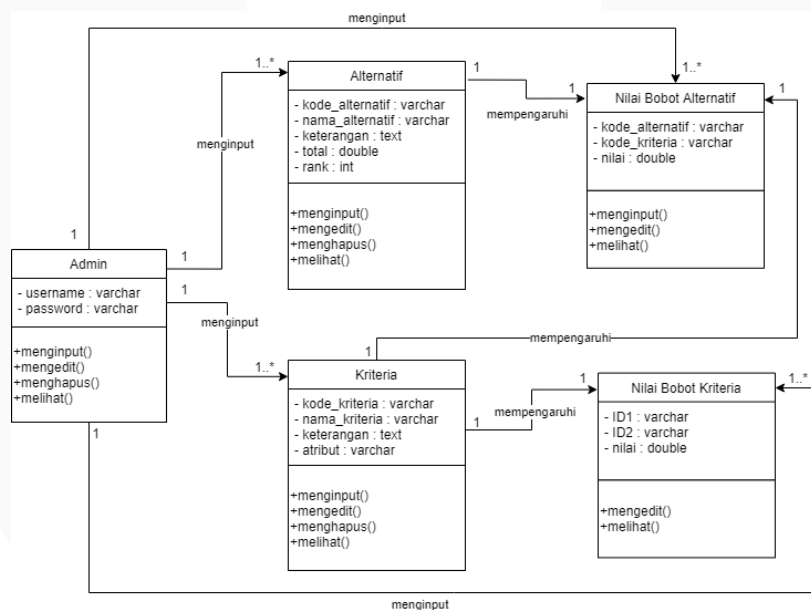 menginput
1
1..*
1..*
menginput
1
1
Admin
- username : varchar
- password : varchar
+menginput()
+mengedit()
+menghapus()
+melihat()
1
menginput
1..*
1
Alternatif
- kode_alternatif : varchar
- nama_alternatif : varchar
- keterangan : text
- total : double
- rank : int
+menginput()
+mengedit()
+menghapus()
+melihat()
1
1
mempengaruhi
Nilai Bobot Alternatif
- kode_alternatif : varchar
- kode_kriteria : varchar
- nilai : double
+menginput()
+mengedit()
+melihat()
1
mempengaruhi
1
Kriteria
- kode_kriteria : varchar
- nama_kriteria : varchar
- keterangan : text
- atribut : varchar
+menginput()
+mengedit()
+menghapus()
+melihat()
1
1
mempengaruhi
Nilai Bobot Kriteria
- ID1 : varchar
- ID2 : varchar
- nilai : double
+mengedit()
+melihat()
1..*
menginput